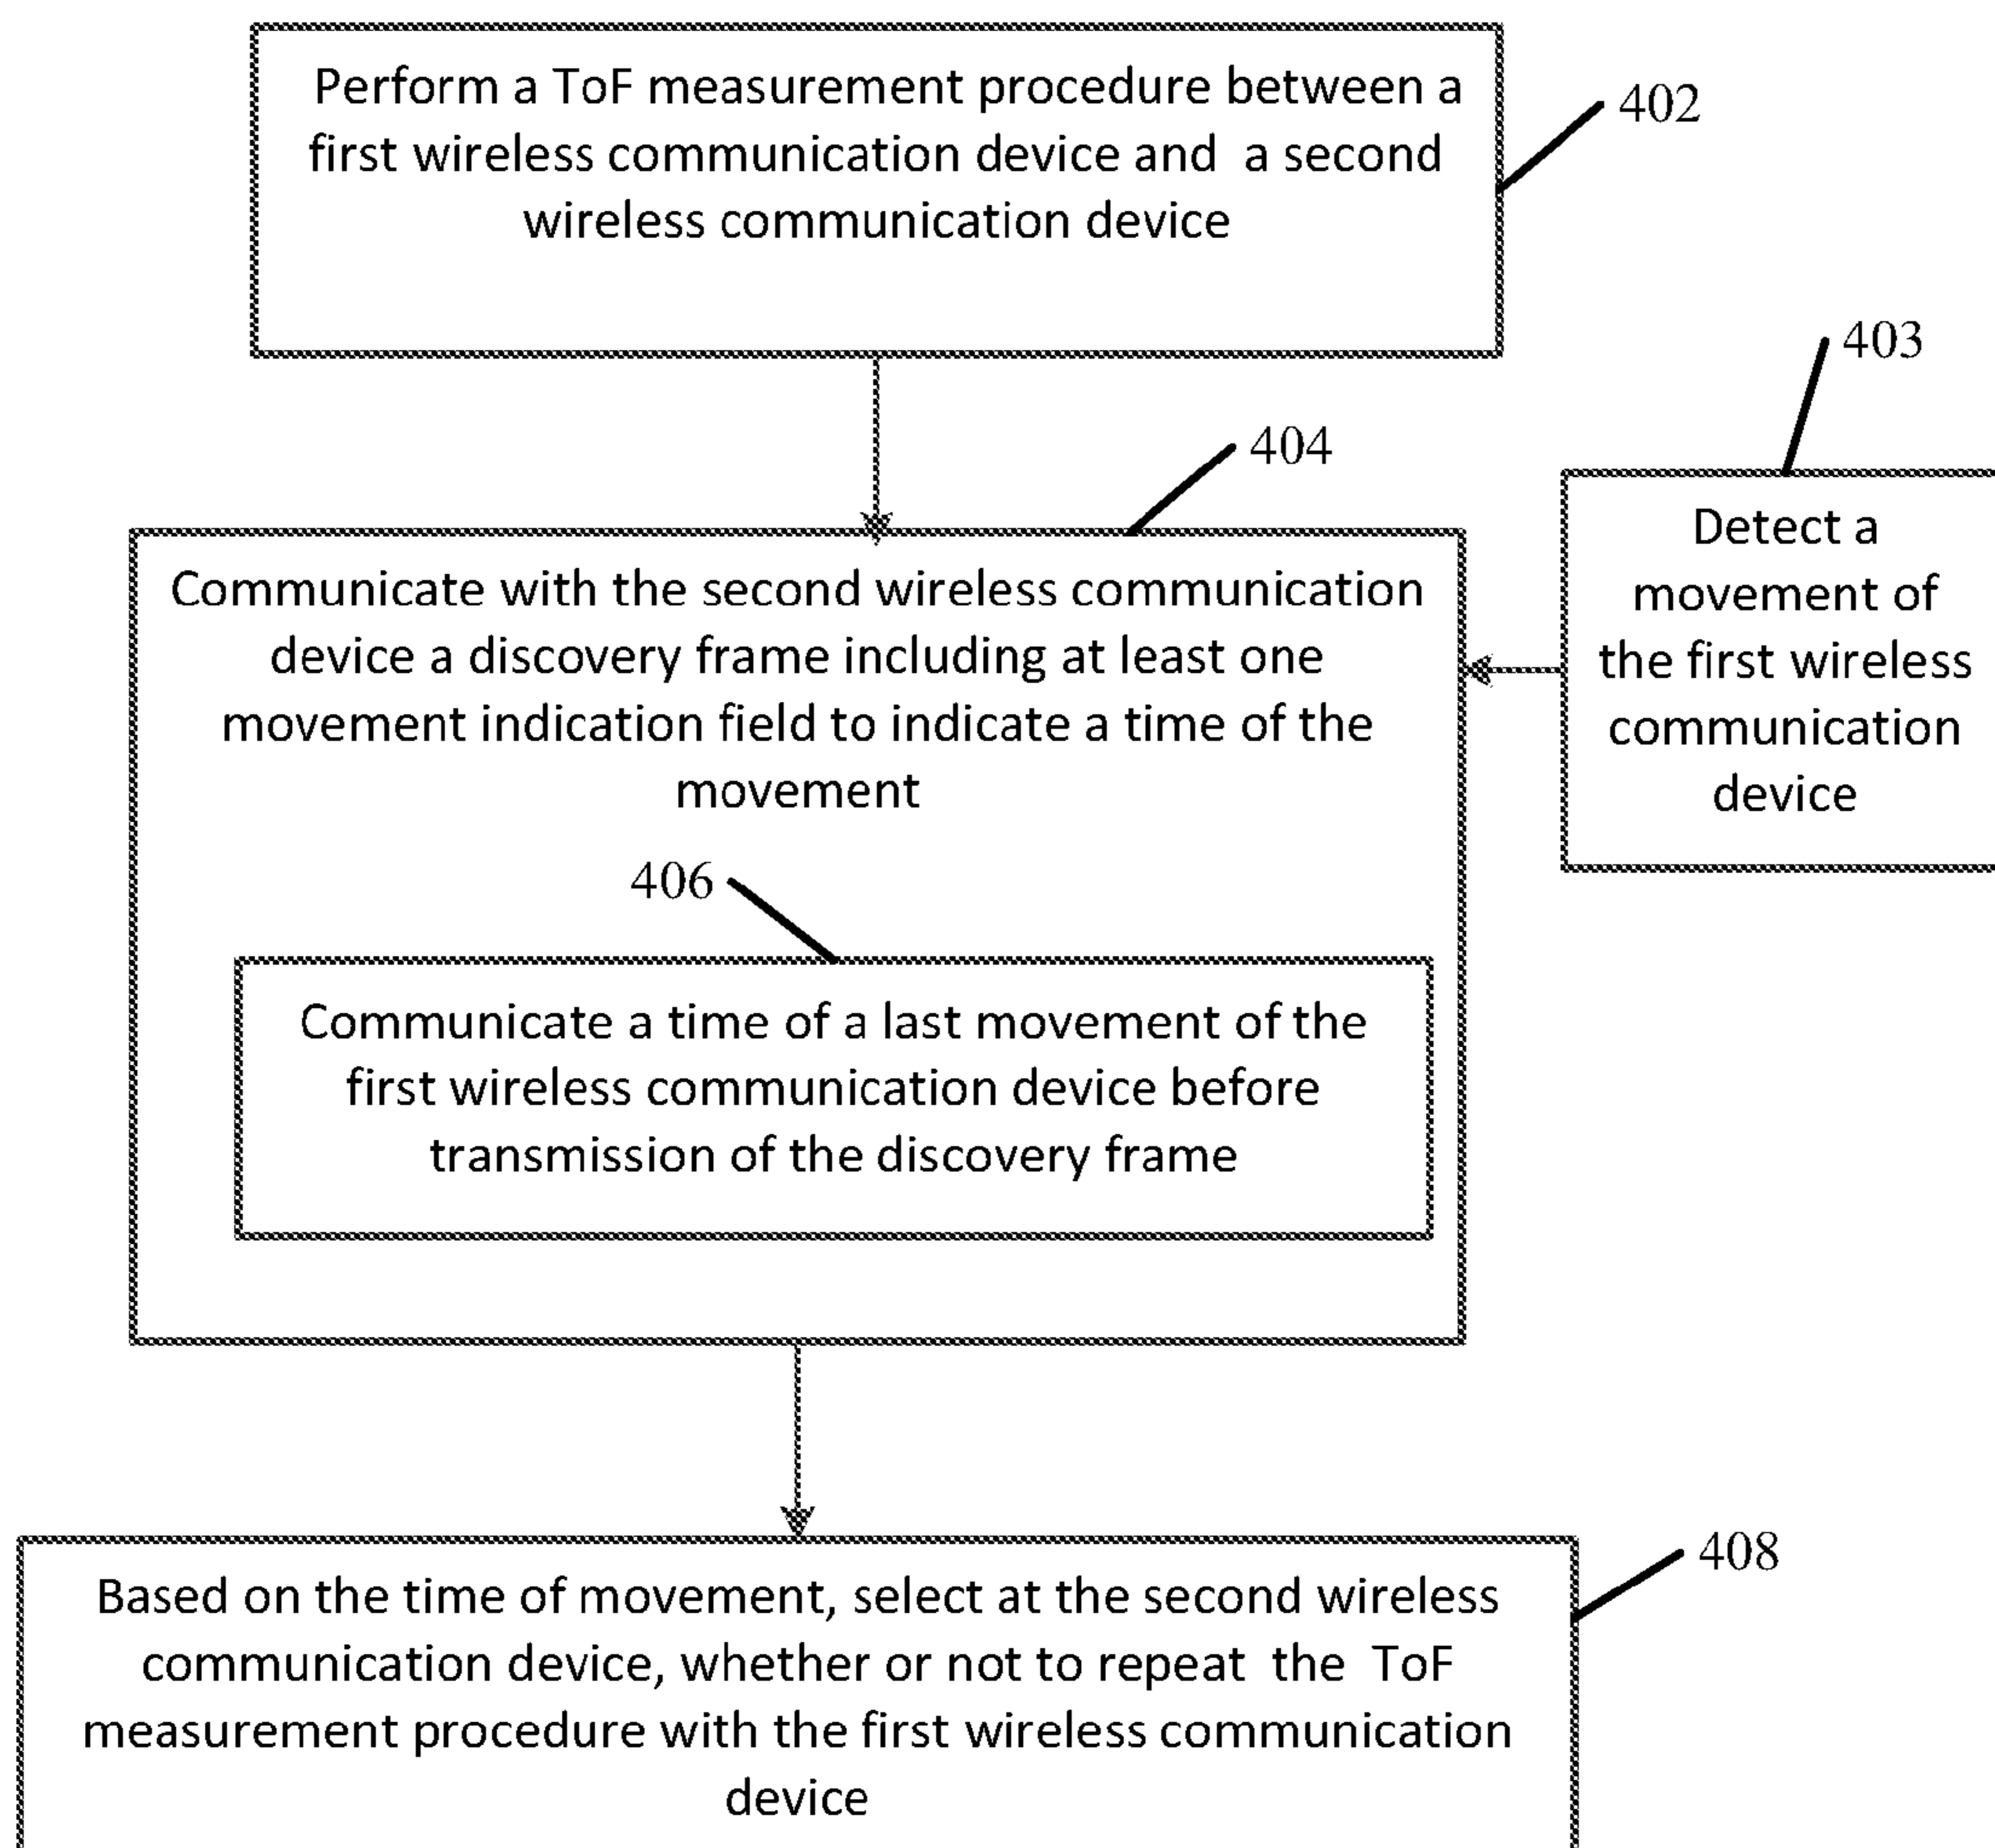 Perform a ToF measurement procedure between a
first wireless communication device and a second
wireless communication device
402
403
404
Detect a
movement of
the first wireless
communication
device
Communicate with the second wireless communication
device a discovery frame including at least one
movement indication field to indicate a time of the
movement
406
Communicate a time of a last movement of the
first wireless communication device before
transmission of the discovery frame
408
Based on the time of movement, select at the second wireless
communication device, whether or not to repeat the ToF
measurement procedure with the first wireless communication
device